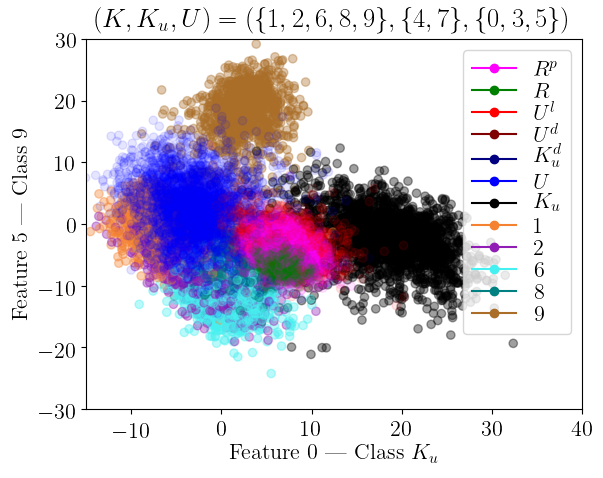 (K, K_u, U) = ({1, 2, 6, 8, 9}, {4, 7}, {0, 3, 5})
R^p
R
U^l
U^d
K_u^d
U
K_u
1
2
6
8
9
30
20
10
0
−10
−20
−30
Feature 5 — Class 9
−10
0
10
20
30
40
Feature 0 — Class K_u